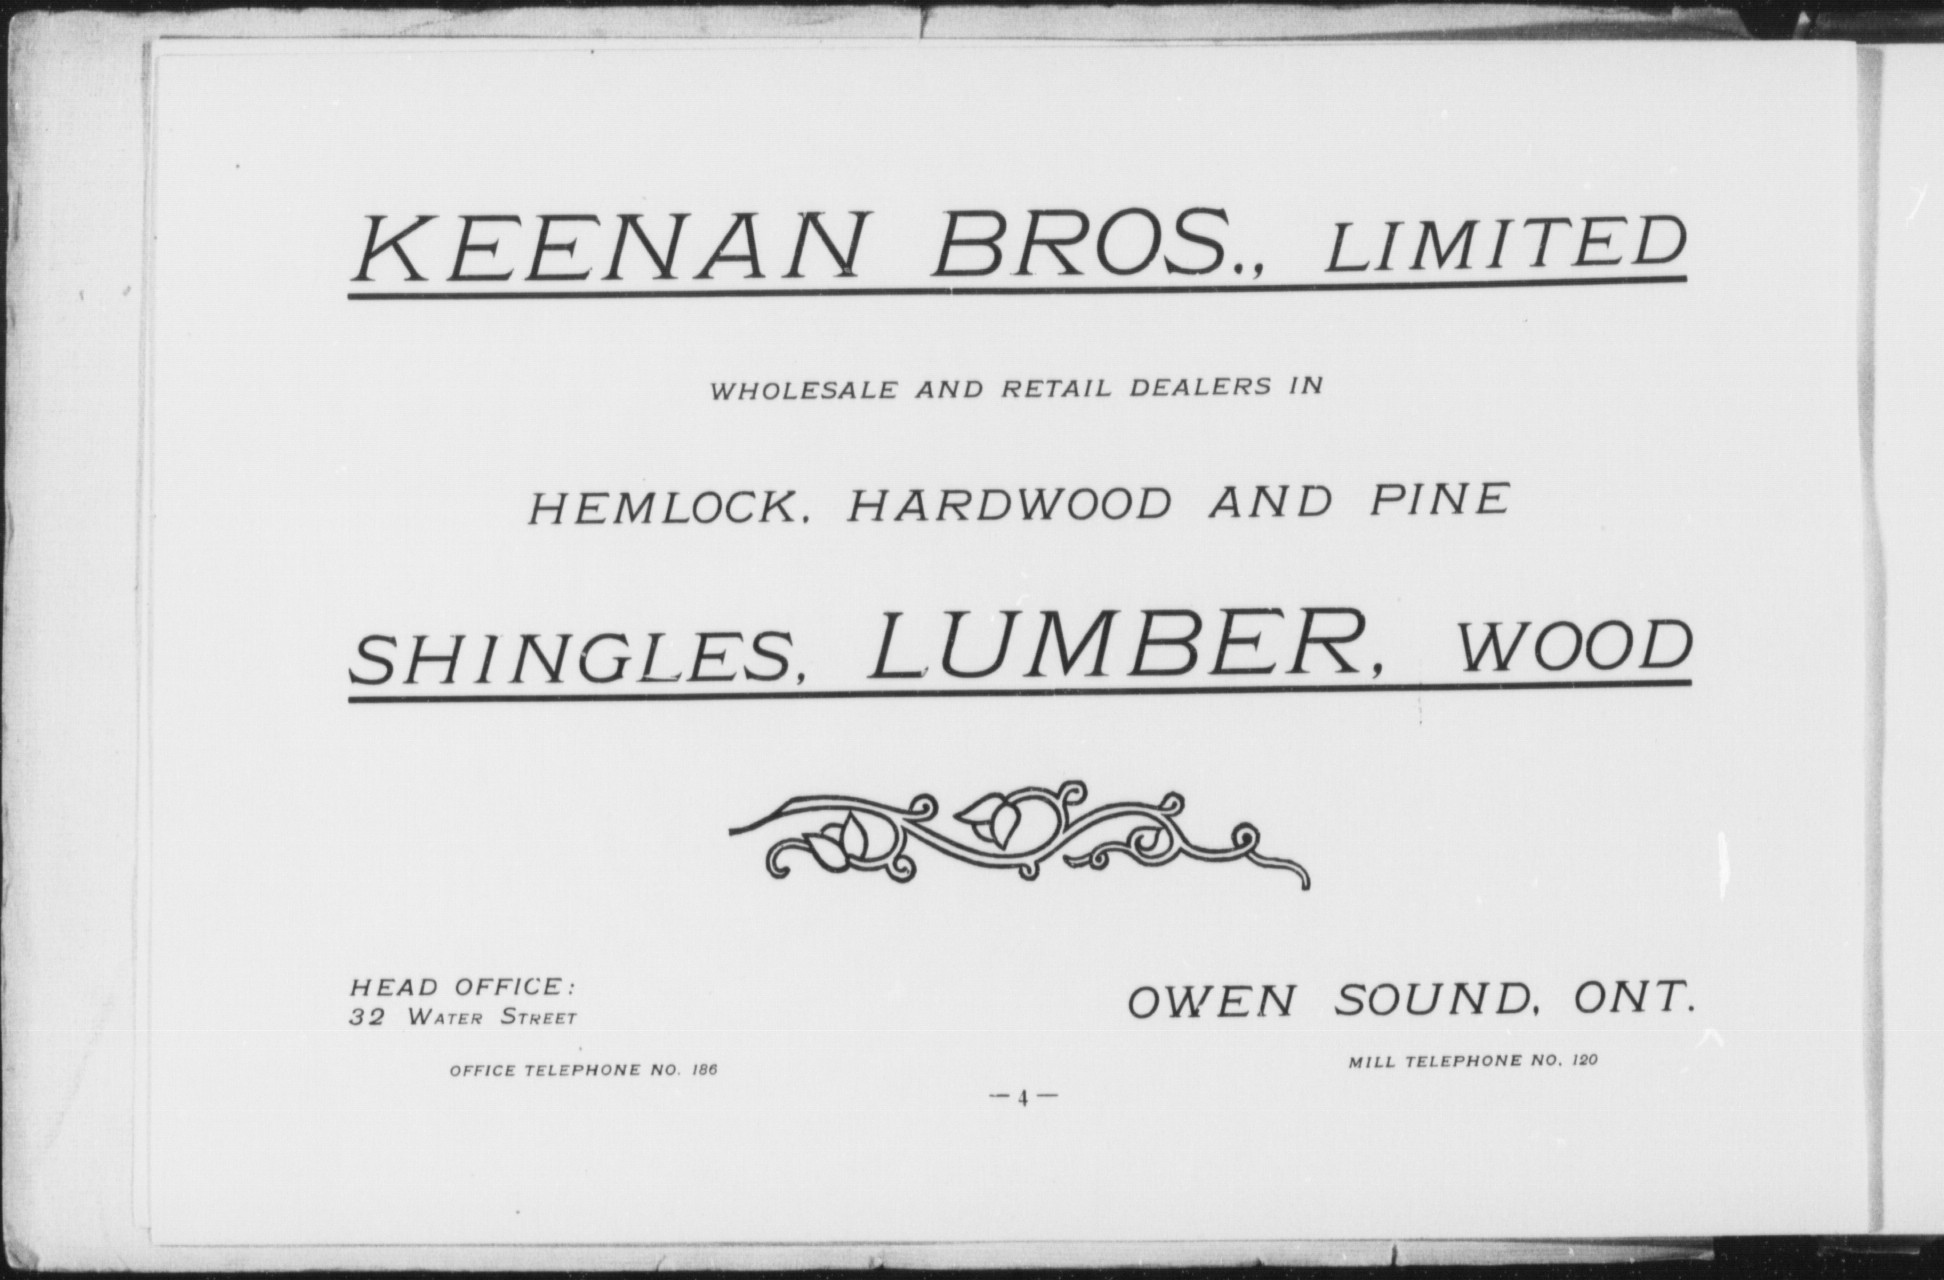 KEENAN BROS., LIMITED
WHOLESALE AND RETAIL DEALERS IN
HEMLOCK, HARDWOOD AND PINE
SHINGLES, LUMBER, WOOD
HEAD OFFICE:
32 WATER STREET
OWEN SOUND, ONT.
OFFICE TELEPHONE NO. 186
MILL TELEPHONE NO. 120
— 4 —